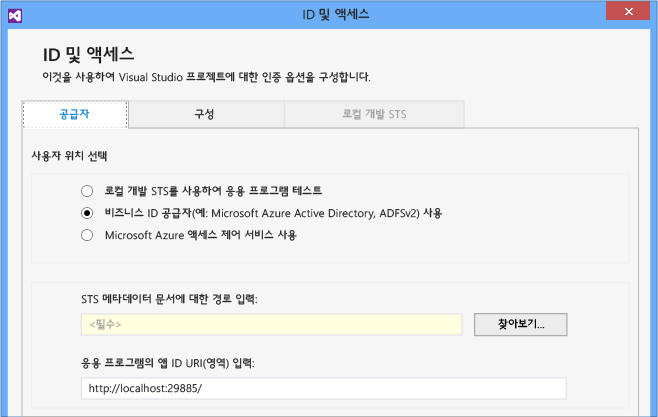 ID 및 액세스
ID 및 액세스
이것을 사용하여 Visual Studio 프로젝트에 대한 인증 옵션을 구성합니다.
공급자 구성 로컬 개발 STS
사용자 위치 선택
로컬 개발 STS를 사용하여 응용 프로그램 테스트
비즈니스 ID 공급자(예: Microsoft Azure Active Directory, ADFSv2) 사용
Microsoft Azure 액세스 제어 서비스 사용
STS 메타데이터 문서에 대한 경로 입력:
<필수> 찾아보기...
응용 프로그램의 앱 ID URI(영역) 입력:
http://localhost:29885/